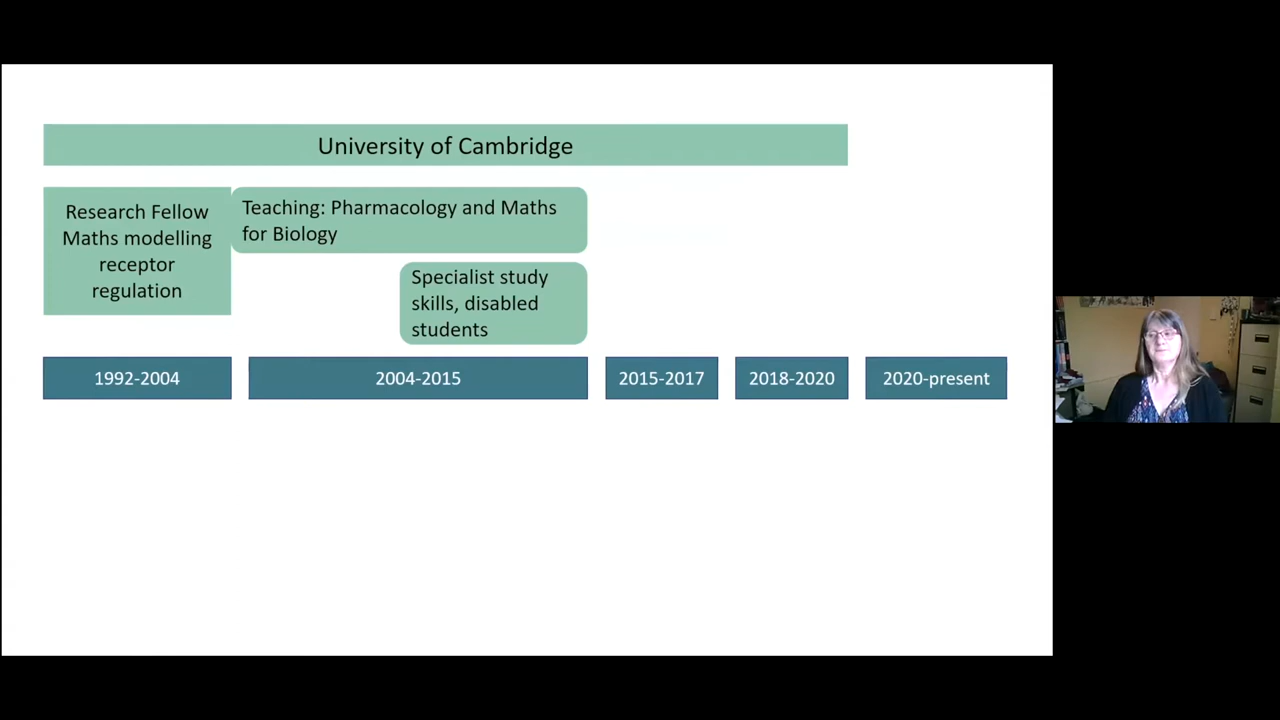 University of Cambridge
Research Fellow
Maths modelling
receptor
regulation
Teaching: Pharmacology and Maths
for Biology
Specialist study
skills, disabled
students
1992-2004
2004-2015
2015-2017
2018-2020
2020-present